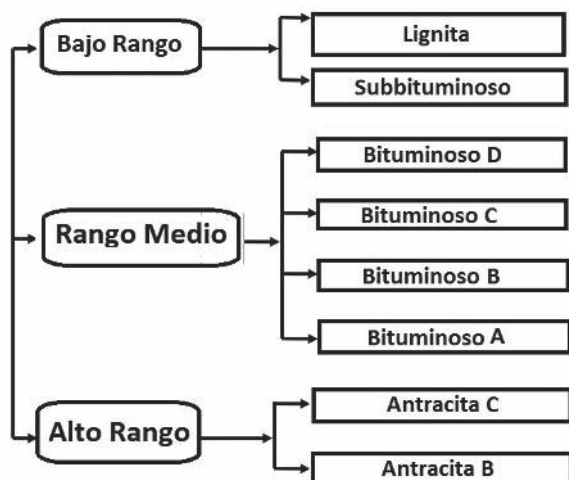 Bajo Rango
Lignita
Subbituminoso
Rango Medio
Bituminoso D
Bituminoso C
Bituminoso B
Bituminoso A
Alto Rango
Antracita C
Antracita B